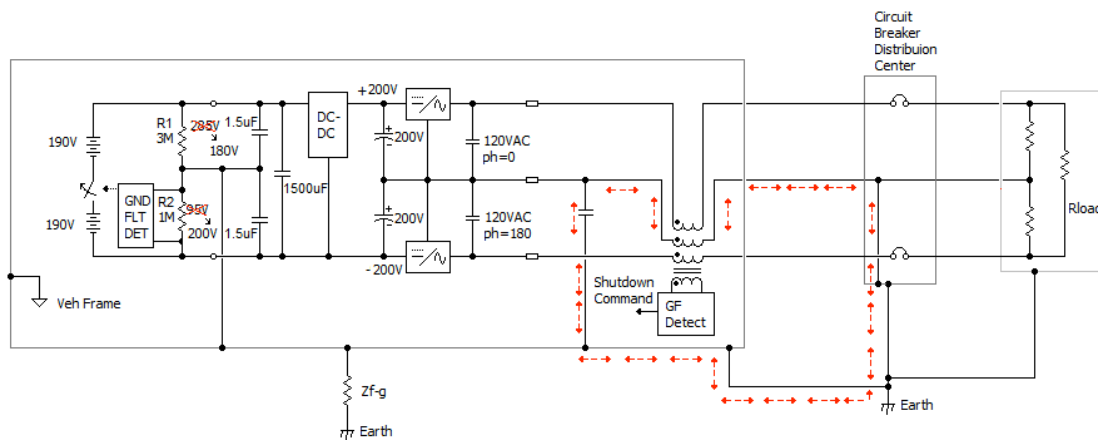 Circuit
Breaker
Distribuion
Center
+200V
R1
3M
285V
180V
1.5uF
DC-
DC
200V
120VAC
ph=0
190V
1500uF
GND
FLT
DET
R2
1M
95V
200V
1.5uF
190V
200V
120VAC
ph=180
Rload
-200V
Shutdown
Command
GF
Detect
Veh Frame
Zf-g
Earth
Earth